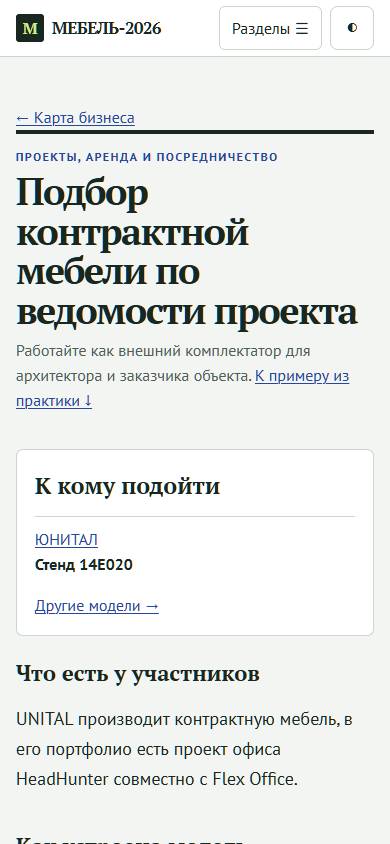 M МЕБЕЛЬ-2026 Разделы ☰ ◐
← Карта бизнеса
ПРОЕКТЫ, АРЕНДА И ПОСРЕДНИЧЕСТВО
Подбор
контрактной
мебели по
ведомости проекта
Работайте как внешний комплектатор для
архитектора и заказчика объекта. К примеру из
практики ↓
К кому подойти
ЮНИТАЛ
Стенд 14E020
Другие модели →
Что есть у участников
UNITAL производит контрактную мебель, в
его портфолио есть проект офиса
HeadHunter совместно с Flex Office.